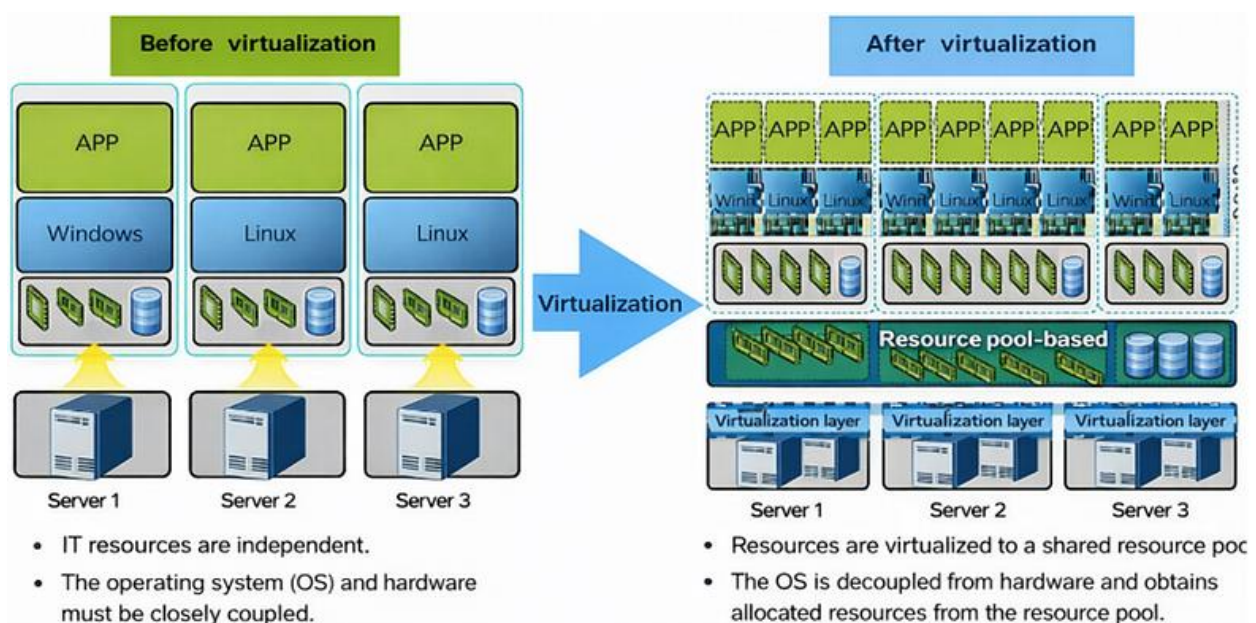 Before virtualization
APP
APP
APP
Windows
Linux
Linux
Server 1
Server 2
Server 3
• IT resources are independent.
• The operating system (OS) and hardware
must be closely coupled.
Virtualization
After virtualization
APP APP APP APP APP APP APP APP APP
Linux Linux Linux Linux Linux Linux
Resource pool-based
Virtualization layer
Virtualization layer
Virtualization layer
Server 1
Server 2
Server 3
• Resources are virtualized to a shared resource
• The OS is decoupled from hardware and obtains
allocated resources from the resource pool.